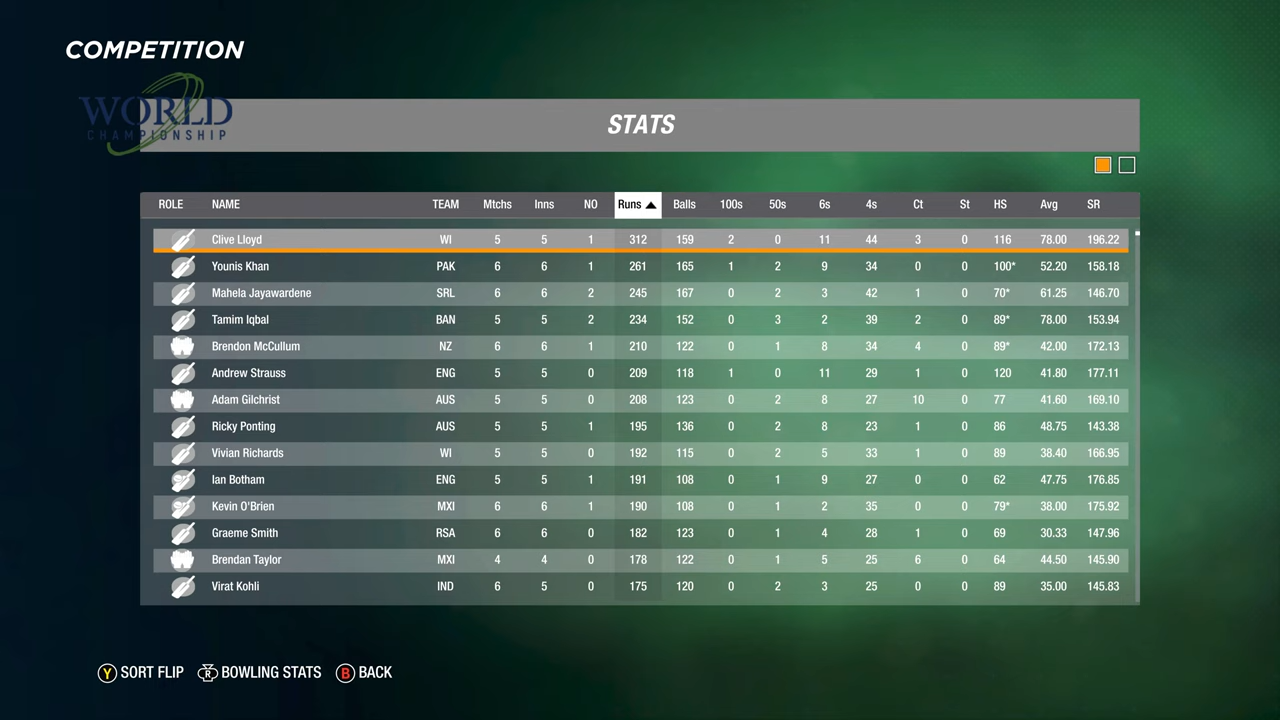 COMPETITION
WORLD
CHAMPIONSHIP
STATS
ROLE NAME TEAM Mtchs Inns NO Runs Balls 100s 50s 6s 4s Ct St HS Avg SR
Clive Lloyd WI 5 5 1 312 159 2 0 11 44 3 0 116 78.00 196.22
Younis Khan PAK 6 6 1 261 165 1 2 9 34 0 0 100* 52.20 158.18
Mahela Jayawardene SRL 6 6 2 245 167 0 2 3 42 1 0 70* 61.25 146.70
Tamim Iqbal BAN 5 5 2 234 152 0 3 2 39 2 0 89* 78.00 153.94
Brendon McCullum NZ 6 6 1 210 122 0 1 8 34 4 0 89* 42.00 172.13
Andrew Strauss ENG 5 5 0 209 118 1 0 11 29 1 0 120 41.80 177.11
Adam Gilchrist AUS 5 5 0 208 123 0 2 8 27 10 0 77 41.60 169.10
Ricky Ponting AUS 5 5 1 195 136 0 2 8 23 1 0 86 48.75 143.38
Vivian Richards WI 5 5 0 192 115 0 2 5 33 1 0 89 38.40 166.95
Ian Botham ENG 5 5 1 191 108 0 1 9 27 0 0 62 47.75 176.85
Kevin O'Brien MXI 6 6 1 190 108 0 1 2 35 0 0 79* 38.00 175.92
Graeme Smith RSA 6 6 0 182 123 0 1 4 28 1 0 69 30.33 147.96
Brendan Taylor MXI 4 4 0 178 122 0 1 5 25 6 0 64 44.50 145.90
Virat Kohli IND 6 5 0 175 120 0 2 3 25 0 0 89 35.00 145.83
Y SORT FLIP R BOWLING STATS B BACK